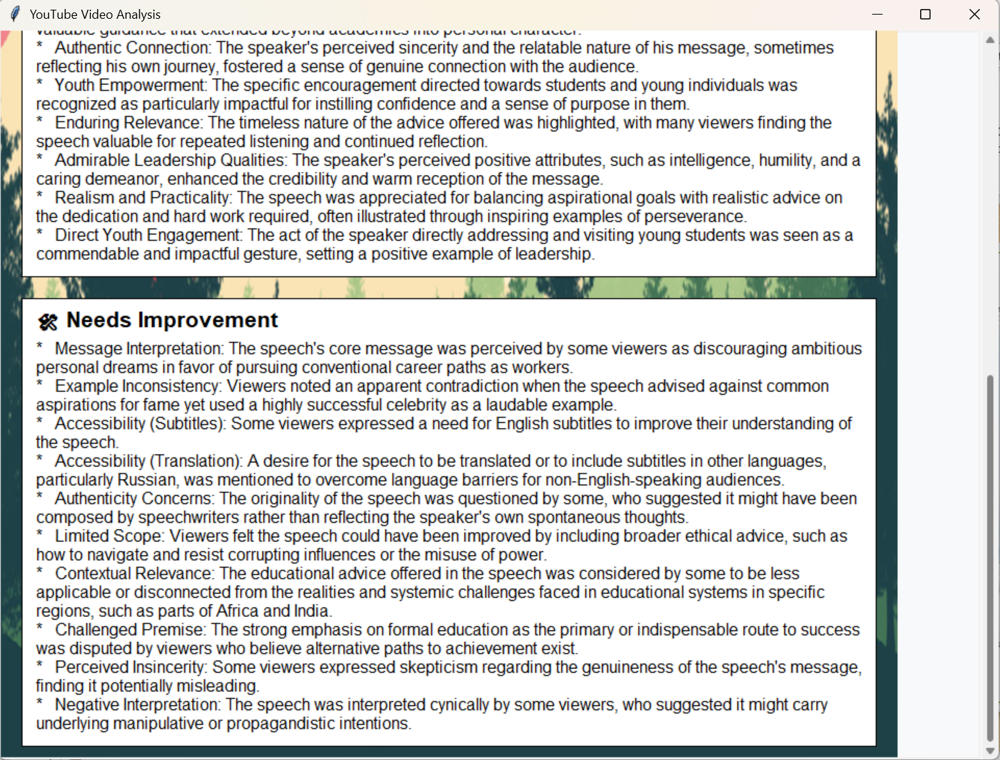 YouTube Video Analysis
valuable guidance that extended beyond academics into personal character.
* Authentic Connection: The speaker's perceived sincerity and the relatable nature of his message, sometimes
reflecting his own journey, fostered a sense of genuine connection with the audience.
* Youth Empowerment: The specific encouragement directed towards students and young individuals was
recognized as particularly impactful for instilling confidence and a sense of purpose in them.
* Enduring Relevance: The timeless nature of the advice offered was highlighted, with many viewers finding the
speech valuable for repeated listening and continued reflection.
* Admirable Leadership Qualities: The speaker's perceived positive attributes, such as intelligence, humility, and a
caring demeanor, enhanced the credibility and warm reception of the message.
* Realism and Practicality: The speech was appreciated for balancing aspirational goals with realistic advice on
the dedication and hard work required, often illustrated through inspiring examples of perseverance.
* Direct Youth Engagement: The act of the speaker directly addressing and visiting young students was seen as a
commendable and impactful gesture, setting a positive example of leadership.
Needs Improvement
* Message Interpretation: The speech's core message was perceived by some viewers as discouraging ambitious
personal dreams in favor of pursuing conventional career paths as workers.
* Example Inconsistency: Viewers noted an apparent contradiction when the speech advised against common
aspirations for fame yet used a highly successful celebrity as a laudable example.
* Accessibility (Subtitles): Some viewers expressed a need for English subtitles to improve their understanding of
the speech.
* Accessibility (Translation): A desire for the speech to be translated or to include subtitles in other languages,
particularly Russian, was mentioned to overcome language barriers for non-English-speaking audiences.
* Authenticity Concerns: The originality of the speech was questioned by some, who suggested it might have been
composed by speechwriters rather than reflecting the speaker's own spontaneous thoughts.
* Limited Scope: Viewers felt the speech could have been improved by including broader ethical advice, such as
how to navigate and resist corrupting influences or the misuse of power.
* Contextual Relevance: The educational advice offered in the speech was considered by some to be less
applicable or disconnected from the realities and systemic challenges faced in educational systems in specific
regions, such as parts of Africa and India.
* Challenged Premise: The strong emphasis on formal education as the primary or indispensable route to success
was disputed by viewers who believe alternative paths to achievement exist.
* Perceived Insincerity: Some viewers expressed skepticism regarding the genuineness of the speech's message,
finding it potentially misleading.
* Negative Interpretation: The speech was interpreted cynically by some viewers, who suggested it might carry
underlying manipulative or propagandistic intentions.